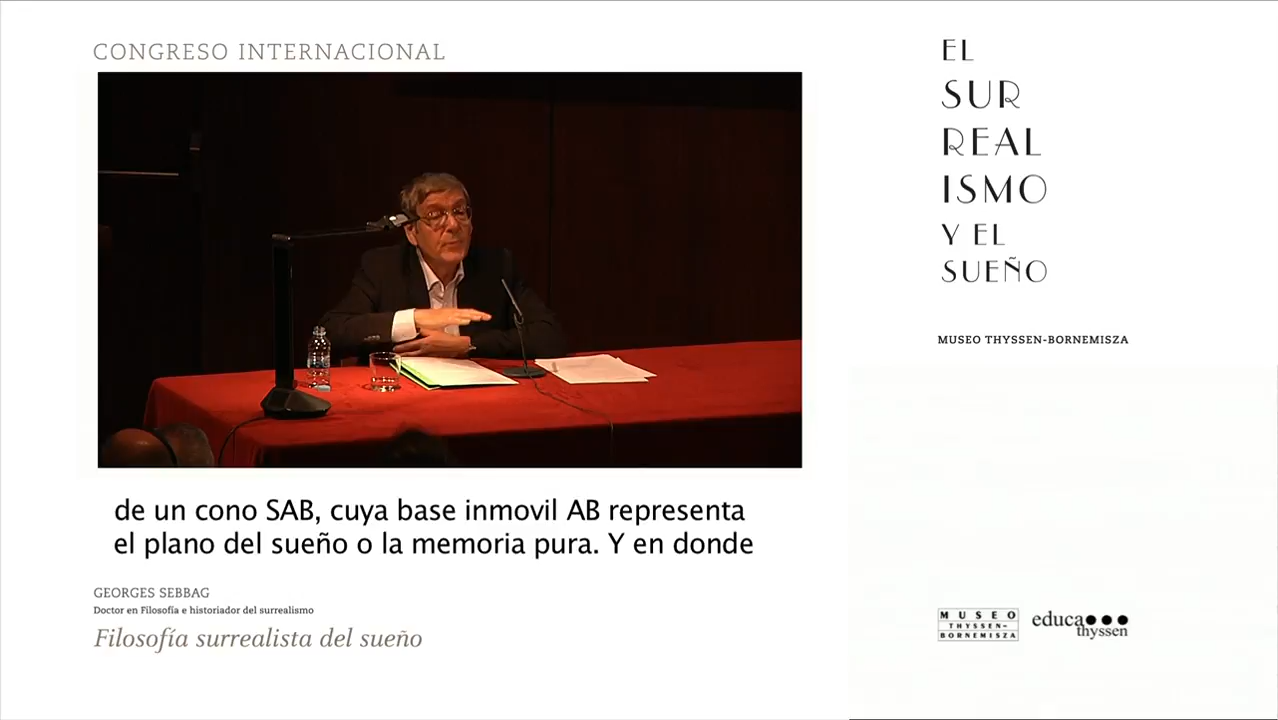 CONGRESO INTERNACIONAL
EL
SUR
REAL
ISMO
Y EL
SUEÑO
MUSEO THYSSEN-BORNEMISZA
de un cono SAB, cuya base inmovil AB representa
el plano del sueño o la memoria pura. Y en donde
GEORGES SEBBAG
Doctor en Filosofía e historiador del surrealismo
Filosofía surrealista del sueño
MUSEO
THYSSEN-
BORNEMISZA
educa
thyssen